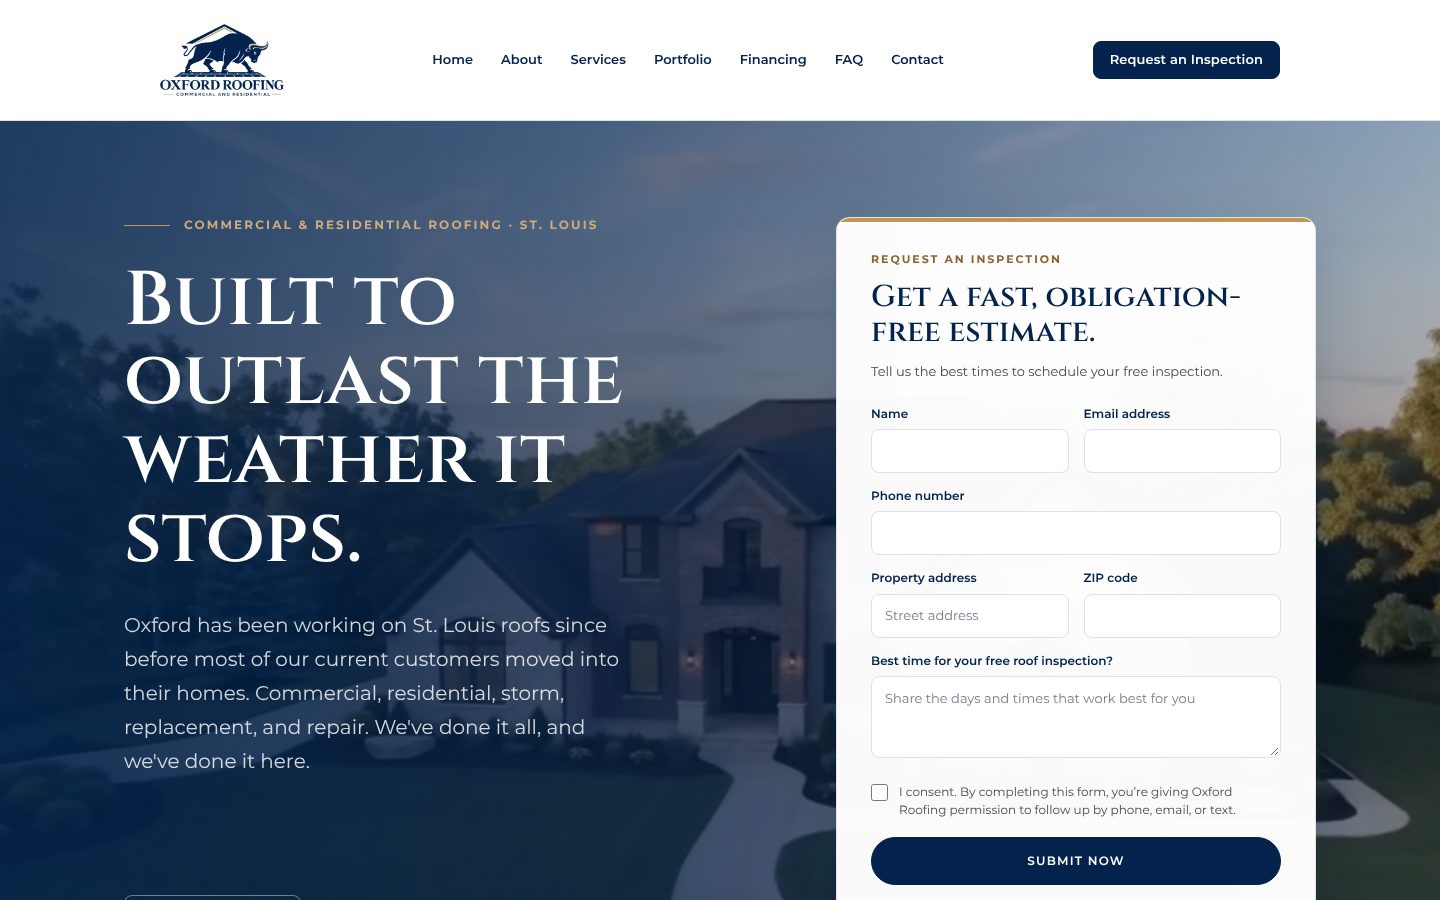 OXFORD ROOFING
COMMERCIAL AND RESIDENTIAL
Home
About
Services
Portfolio
Financing
FAQ
Contact
Request an Inspection
COMMERCIAL & RESIDENTIAL ROOFING · ST. LOUIS
BUILT TO
OUTLAST THE
WEATHER IT
STOPS.
Oxford has been working on St. Louis roofs since
before most of our current customers moved into
their homes. Commercial, residential, storm,
replacement, and repair. We've done it all, and
we've done it here.
REQUEST AN INSPECTION
GET A FAST, OBLIGATION-
FREE ESTIMATE.
Tell us the best times to schedule your free inspection.
Name
Email address
Phone number
Property address
ZIP code
Street address
Best time for your free roof inspection?
Share the days and times that work best for you
I consent. By completing this form, you're giving Oxford
Roofing permission to follow up by phone, email, or text.
SUBMIT NOW